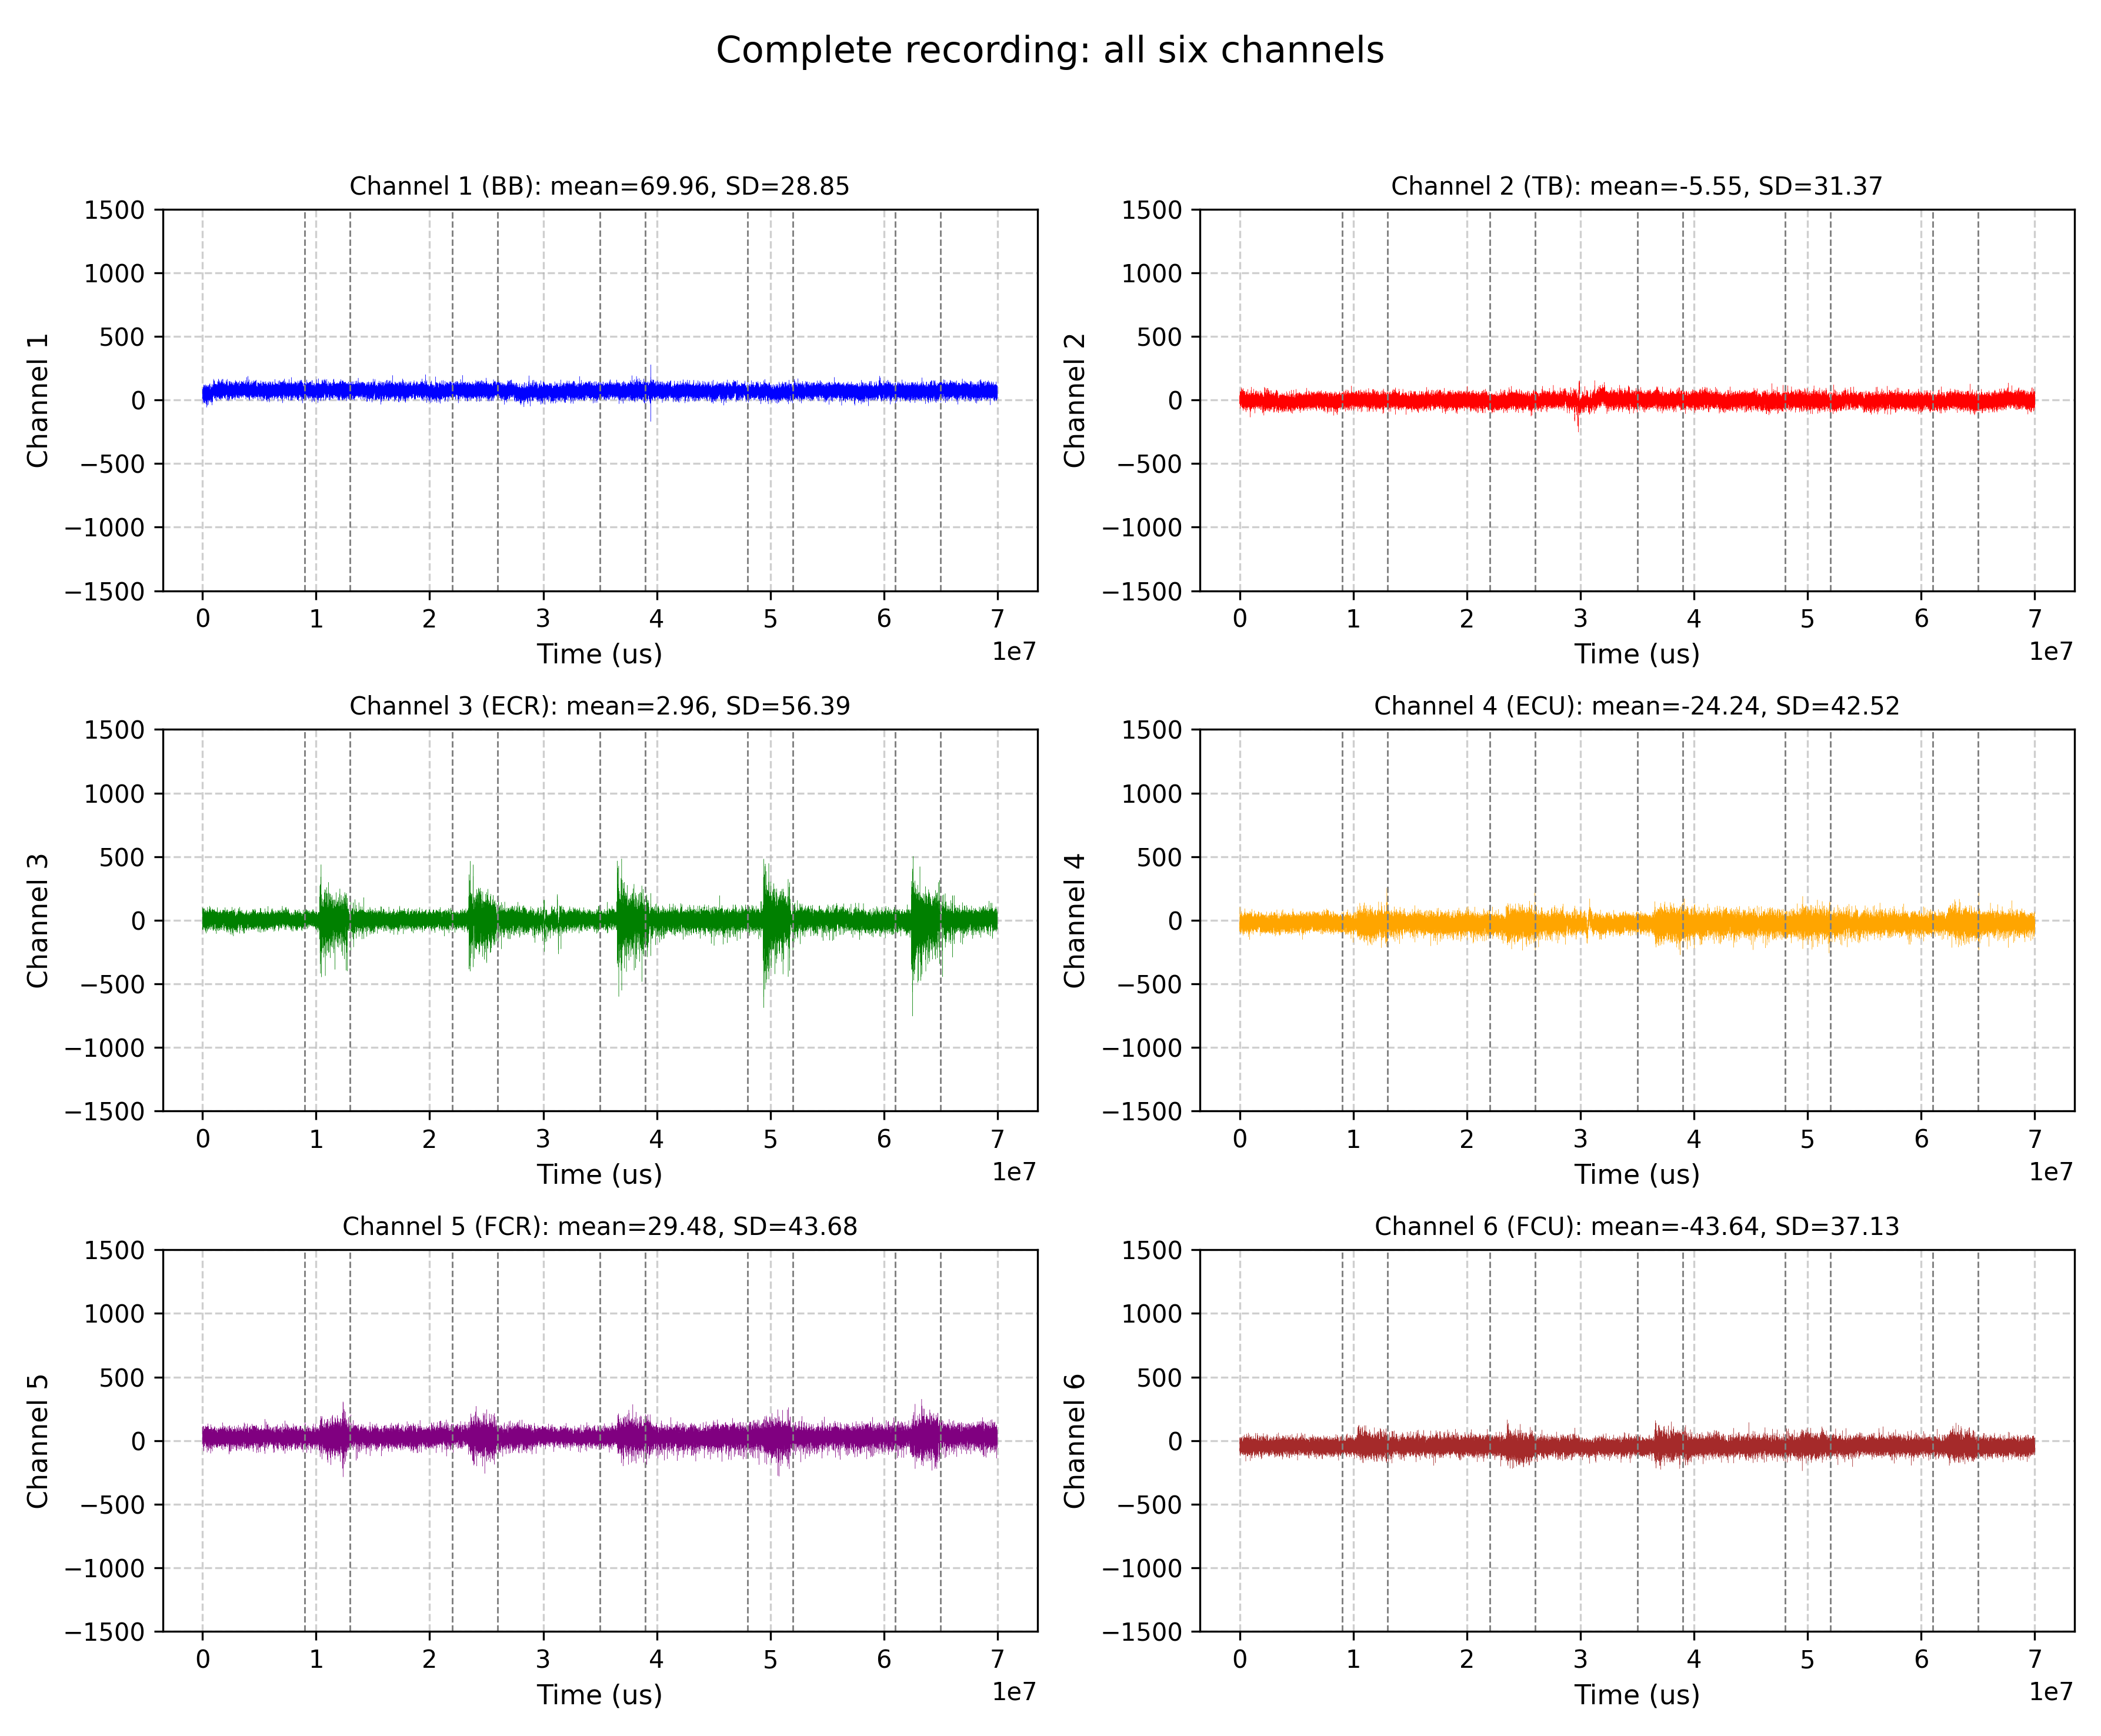 Complete recording: all six channels
Channel 1 (BB): mean=69.96, SD=28.85
1500
1000
500
0
−500
−1000
−1500
Channel 1
0 1 2 3 4 5 6 7
1e7
Time (us)
Channel 2 (TB): mean=-5.55, SD=31.37
1500
1000
500
0
−500
−1000
−1500
Channel 2
0 1 2 3 4 5 6 7
1e7
Time (us)
Channel 3 (ECR): mean=2.96, SD=56.39
1500
1000
500
0
−500
−1000
−1500
Channel 3
0 1 2 3 4 5 6 7
1e7
Time (us)
Channel 4 (ECU): mean=-24.24, SD=42.52
1500
1000
500
0
−500
−1000
−1500
Channel 4
0 1 2 3 4 5 6 7
1e7
Time (us)
Channel 5 (FCR): mean=29.48, SD=43.68
1500
1000
500
0
−500
−1000
−1500
Channel 5
0 1 2 3 4 5 6 7
1e7
Time (us)
Channel 6 (FCU): mean=-43.64, SD=37.13
1500
1000
500
0
−500
−1000
−1500
Channel 6
0 1 2 3 4 5 6 7
1e7
Time (us)